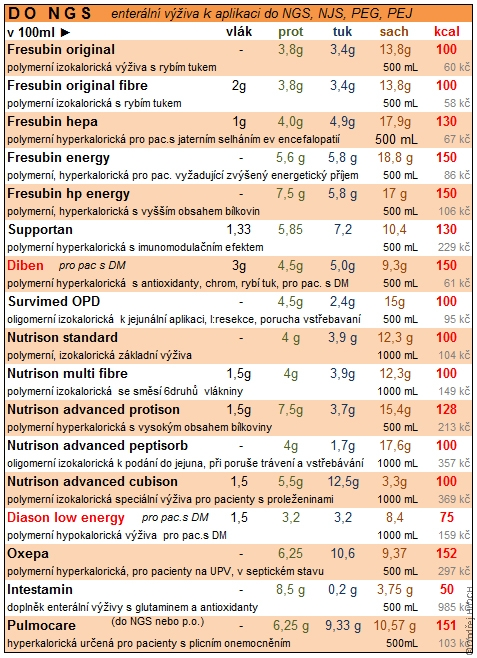 DO NGS enterální výživa k aplikaci do NGS, NJS, PEG, PEJ
v 100ml ► vlák prot tuk sach kcal
Fresubin original - 3,8g 3,4g 13,8g 100
polymerní izokalorická výživa s rybím tukem 500 mL 60 kč
Fresubin original fibre 2g 3,8g 3,4g 13,8g 100
polymerní izokalorická s rybím tukem 500 mL 58 kč
Fresubin hepa 1g 4,0g 4,9g 17,9g 130
polymerní hyperkalorická pro pac.s jaterním selháním ev encefalopatií 500 mL 67 kč
Fresubin energy - 5,6 g 5,8 g 18,8 g 150
polymerní, hyperkalorická pro pac. vyžadující zvýšený energetický příjem 500 mL 86 kč
Fresubin hp energy - 7,5 g 5,8 g 17 g 150
polymerní, hyperkalorická s vyšším obsahem bílkovin 500 mL 106 kč
Supportan 1,33 5,85 7,2 10,4 130
polymerní hyperkalorická s imunomodulačním efektem 500 mL 229 kč
Diben pro pac s DM 3g 4,5g 5,0g 9,3g 150
polymerní hyperkalorická s antioxidanty, chrom, rybí tuk, pro pac. s DM 500 mL 61 kč
Survimed OPD - 4,5g 2,4g 15g 100
oligomerní izokalorická k jejunální aplikaci, I:resekce, porucha vstřebavaní 500 mL 95 kč
Nutrison standard - 4 g 3,9 g 12,3 g 100
polymerní, izokalorická základní výživa 1000 mL 104 kč
Nutrison multi fibre 1,5g 4g 3,9g 12,3g 100
polymerní izokalorická se směsí 6druhů vlákniny 1000 mL 149 kč
Nutrison advanced protison 1,5g 7,5g 3,7g 15,4g 128
polymerní hyperkalorická s vysokým obsahem bílkoviny 500 mL 213 kč
Nutrison advanced peptisorb - 4g 1,7g 17,6g 100
oligomerní izokalorická k podání do jejuna, při poruše trávení a vstřebávání 1000 mL 357 kč
Nutrison advanced cubison 1,5 5,5g 12,5g 3,3g 100
polymerní izokalorická speciální výživa pro pacienty s proleženinami 1000 mL 369 kč
Diason low energy pro pac.s DM 1,5 3,2 3,2 8,4 75
polymerní hypokalorická výživa pro pac.s DM 1000 mL 159 kč
Oxepa - 6,25 10,6 9,37 152
polymerní hyperkalorická, pro pacienty na UPV, v septickém stavu 500 mL 297 kč
Intestamin - 8,5 g 0,2 g 3,75 g 50
doplněk enterální výživy s glutaminem a antioxidanty 500 mL 985 kč
Pulmocare (do NGS nebo p.o.) - 6,25 g 9,33 g 10,57 g 151
hyperkalorická určená pro pacienty s plicním onemocněním 500mL 103 kč